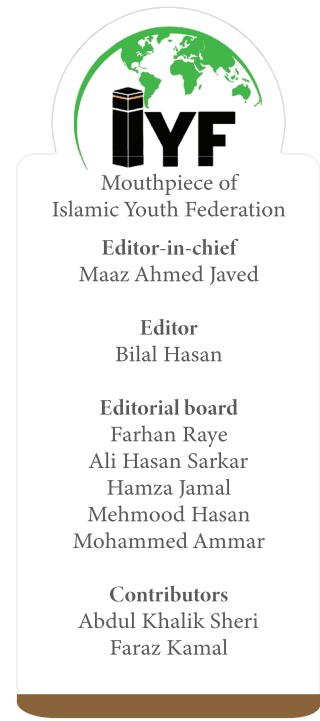 IYF
Mouthpiece of
Islamic Youth Federation
Editor-in-chief
Maaz Ahmed Javed
Editor
Bilal Hasan
Editorial board
Farhan Raye
Ali Hasan Sarkar
Hamza Jamal
Mehmood Hasan
Mohammed Ammar
Contributors
Abdul Khalik Sheri
Faraz Kamal